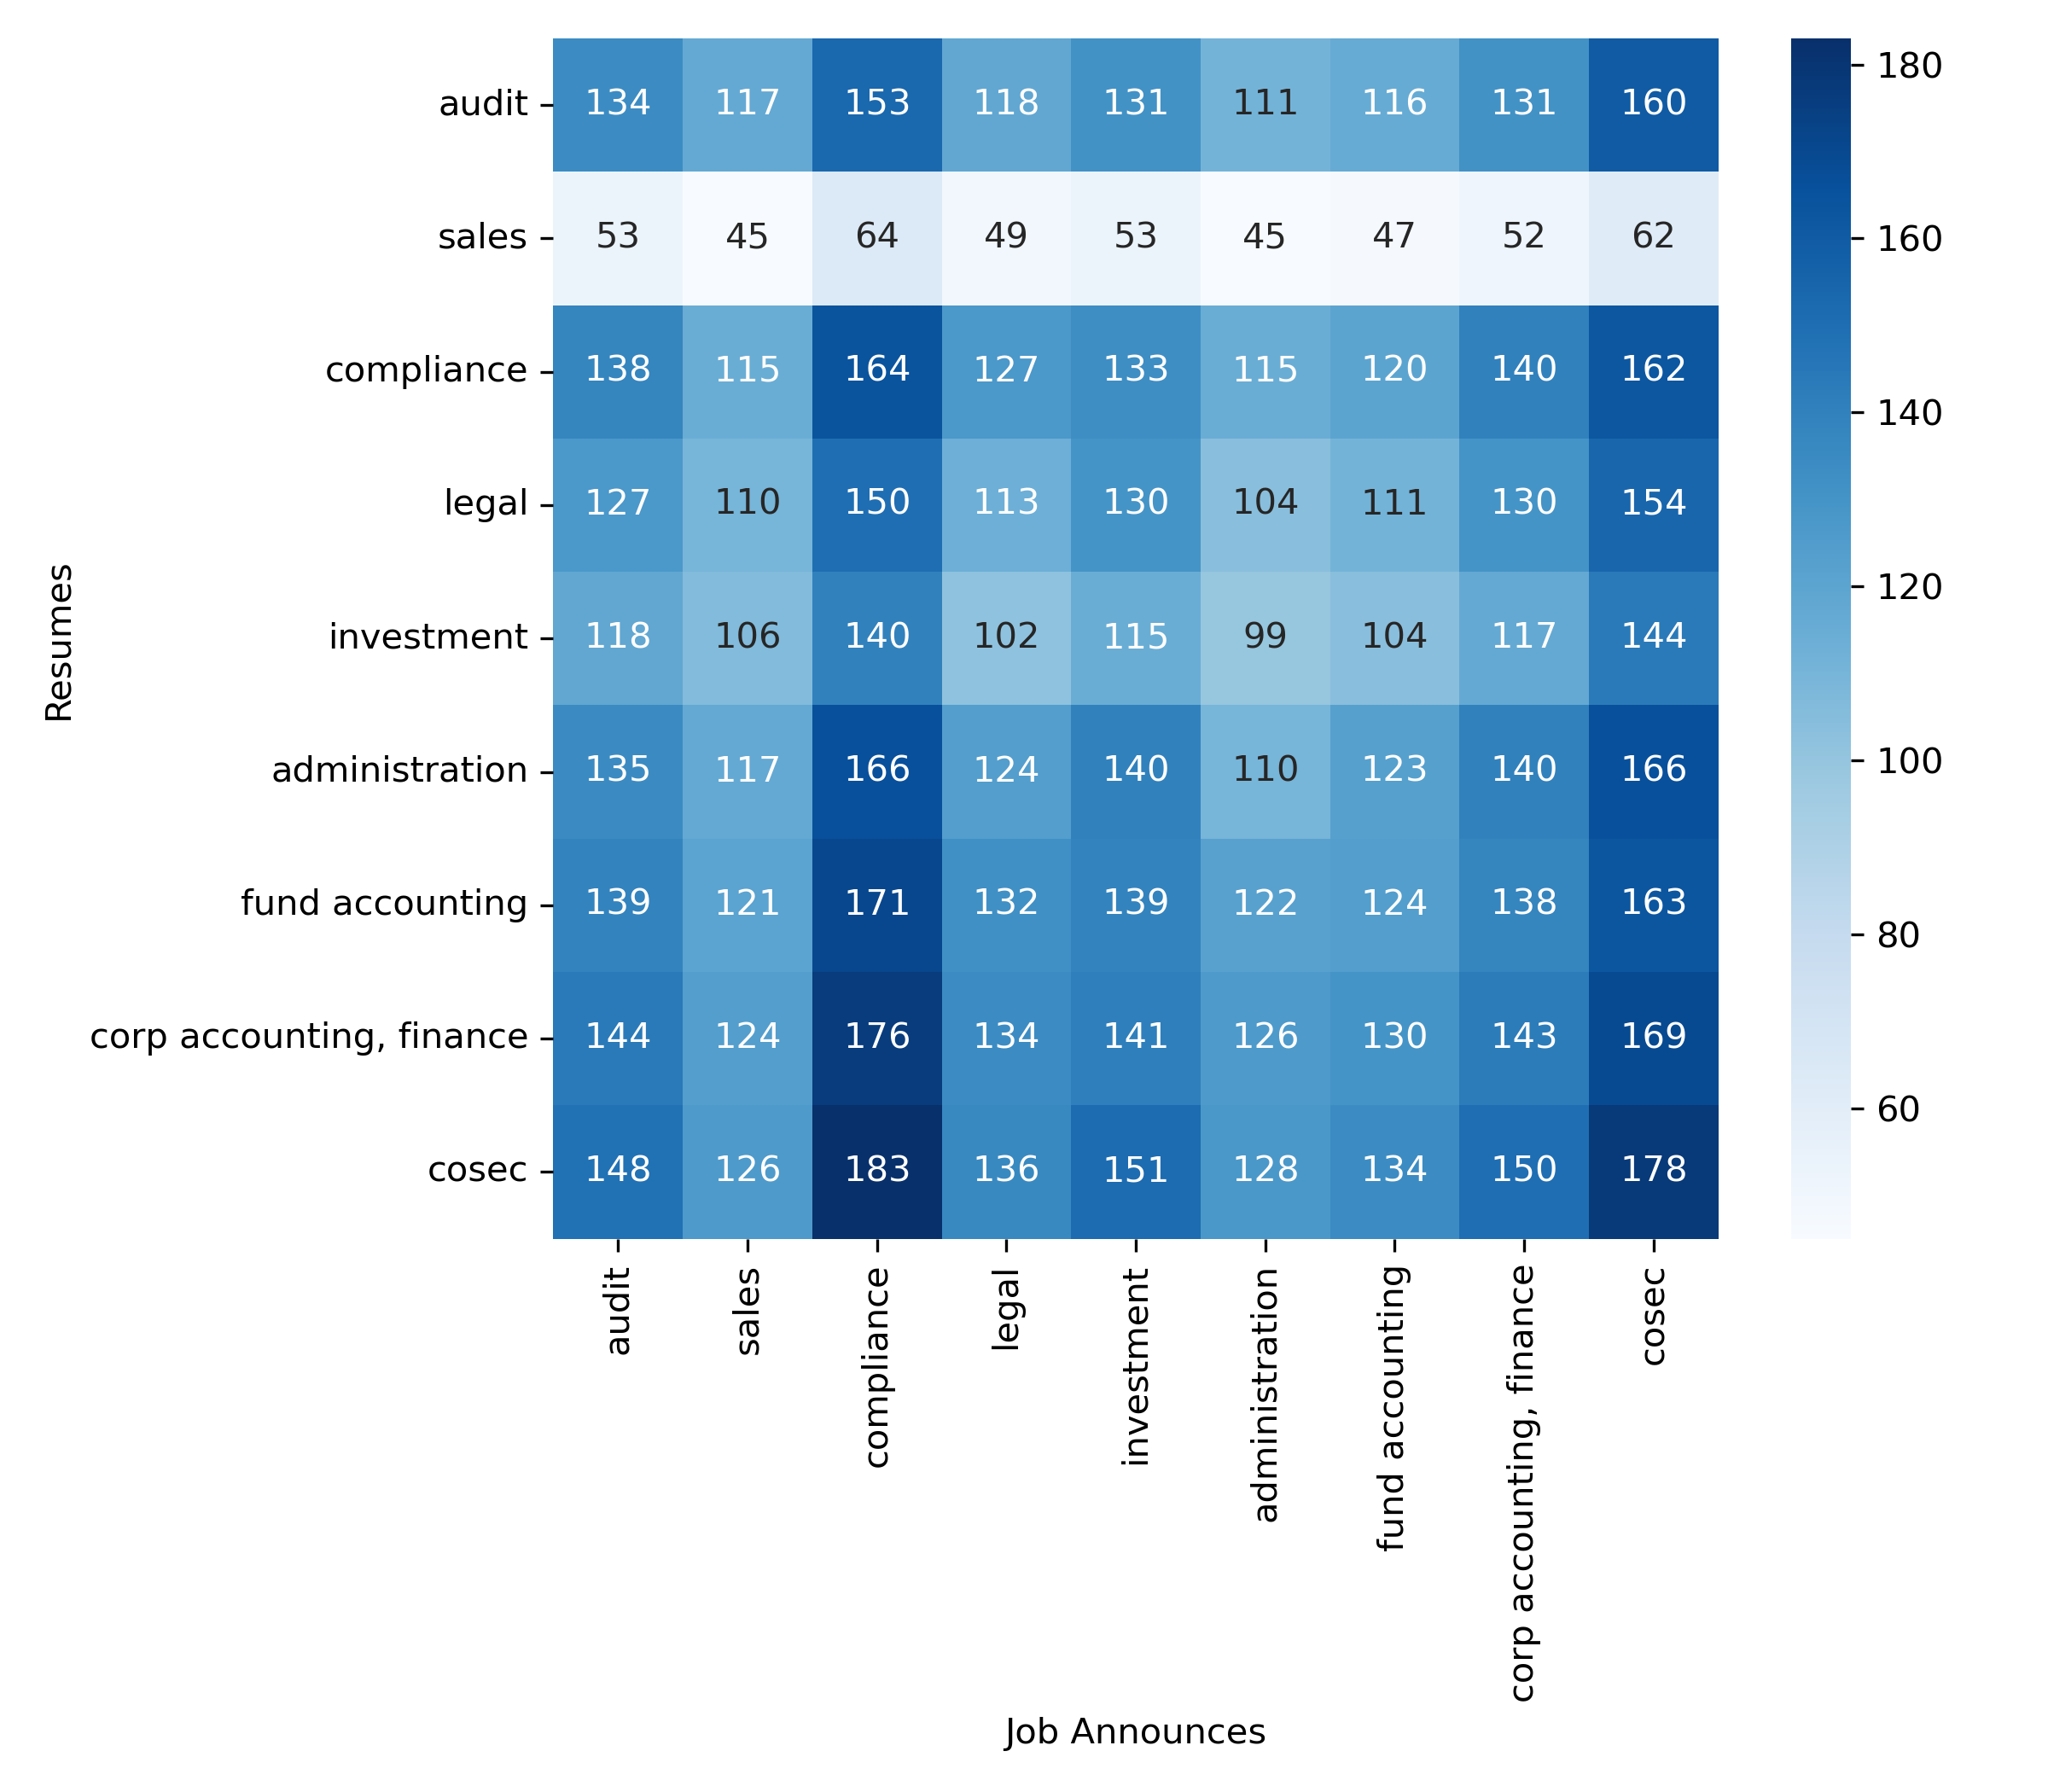 audit 134 117 153 118 131 111 116 131 160
sales 53 45 64 49 53 45 47 52 62
compliance 138 115 164 127 133 115 120 140 162
legal 127 110 150 113 130 104 111 130 154
investment 118 106 140 102 115 99 104 117 144
administration 135 117 166 124 140 110 123 140 166
fund accounting 139 121 171 132 139 122 124 138 163
corp accounting, finance 144 124 176 134 141 126 130 143 169
cosec 148 126 183 136 151 128 134 150 178
Resumes
audit
sales
compliance
legal
investment
administration
fund accounting
corp accounting, finance
cosec
Job Announces
180
160
140
120
100
80
60